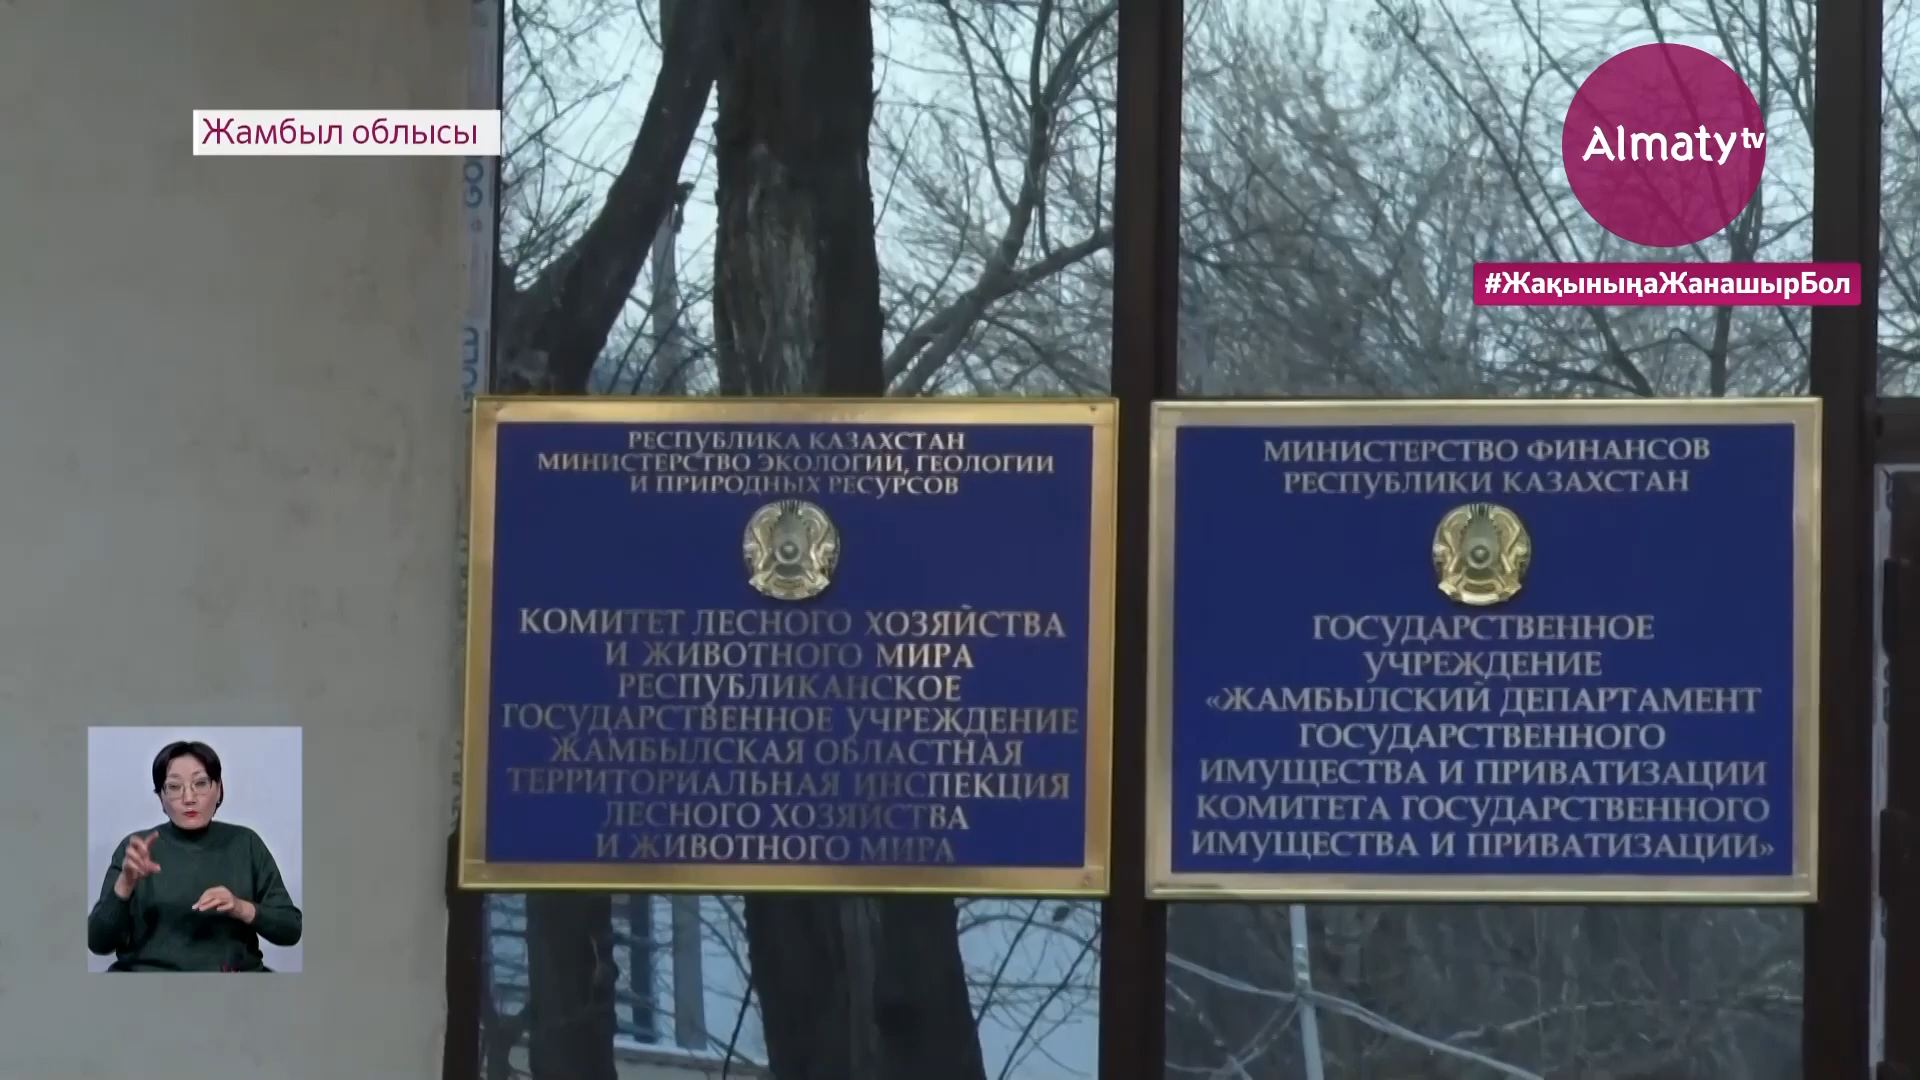 Жамбыл облысы
Almaty tv
#ЖақыныңаЖанашырБол
GOLD
РЕСПУБЛИКА КАЗАХСТАН
МИНИСТЕРСТВО ЭКОЛОГИИ, ГЕОЛОГИИ
И ПРИРОДНЫХ РЕСУРСОВ
КОМИТЕТ ЛЕСНОГО ХОЗЯЙСТВА
И ЖИВОТНОГО МИРА
РЕСПУБЛИКАНСКОЕ
ГОСУДАРСТВЕННОЕ УЧРЕЖДЕНИЕ
ЖАМБЫЛСКАЯ ОБЛАСТНАЯ
ТЕРРИТОРИАЛЬНАЯ ИНСПЕКЦИЯ
ЛЕСНОГО ХОЗЯЙСТВА
И ЖИВОТНОГО МИРА
МИНИСТЕРСТВО ФИНАНСОВ
РЕСПУБЛИКИ КАЗАХСТАН
ГОСУДАРСТВЕННОЕ
УЧРЕЖДЕНИЕ
«ЖАМБЫЛСКИЙ ДЕПАРТАМЕНТ
ГОСУДАРСТВЕННОГО
ИМУЩЕСТВА И ПРИВАТИЗАЦИИ
КОМИТЕТА ГОСУДАРСТВЕННОГО
ИМУЩЕСТВА И ПРИВАТИЗАЦИИ»